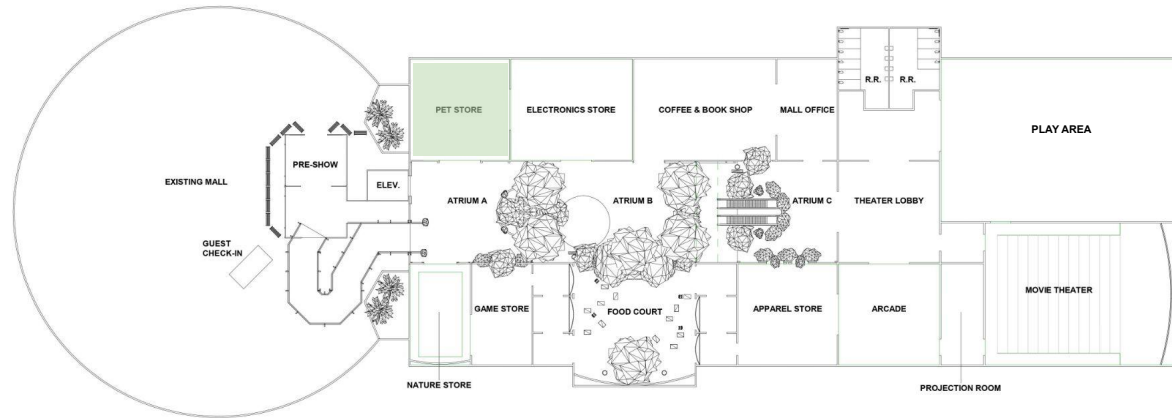 R.R.
R.R.
PET STORE
ELECTRONICS STORE
COFFEE & BOOK SHOP
MALL OFFICE
PLAY AREA
PRE-SHOW
EXISTING MALL
ELEV.
ATRIUM A
ATRIUM B
ATRIUM C
THEATER LOBBY
GUEST
CHECK-IN
GAME STORE
FOOD COURT
APPAREL STORE
ARCADE
MOVIE THEATER
NATURE STORE
PROJECTION ROOM